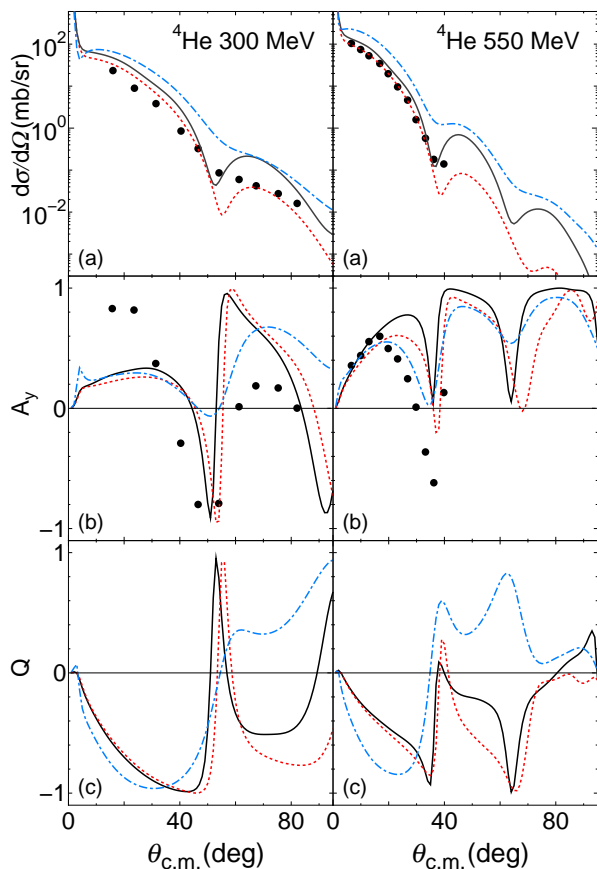 ⁴He 300 MeV
⁴He 550 MeV
dσ/dΩ(mb/sr)
10²
10⁰
10⁻²
(a)
(a)
A_y
1
0
−1
(b)
(b)
Q
1
0
−1
(c)
(c)
0 40 80
0 40 80
θ_c.m.(deg)
θ_c.m.(deg)